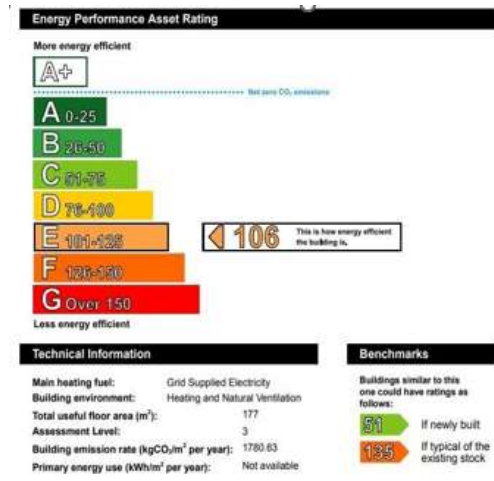 Energy Performance Asset Rating
More energy efficient
A+
Net zero CO₂ emissions
A 0-25
B 26-50
C 51-75
D 76-100
E 101-125
106
This is how energy efficient
the building is.
F 126-150
G Over 150
Less energy efficient
Technical Information
Main heating fuel: Grid Supplied Electricity
Building environment: Heating and Natural Ventilation
Total useful floor area (m²): 177
Assessment Level: 3
Building emission rate (kgCO₂/m² per year): 1780.63
Primary energy use (kWh/m² per year): Not available
Benchmarks
Buildings similar to this
one could have ratings as
follows:
51 If newly built
135 If typical of the
existing stock